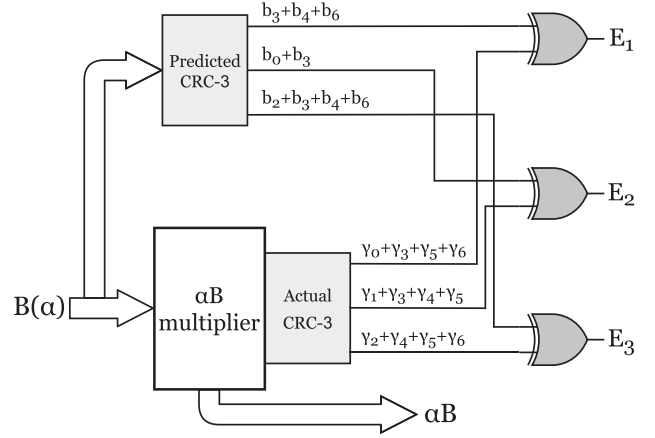 b₃+b₄+b₆
E₁
Predicted
CRC-3
b₀+b₃
b₂+b₃+b₄+b₆
E₂
γ₀+γ₃+γ₅+γ₆
B(α)
αB
multiplier
Actual
CRC-3
γ₁+γ₃+γ₄+γ₅
γ₂+γ₄+γ₅+γ₆
E₃
αB